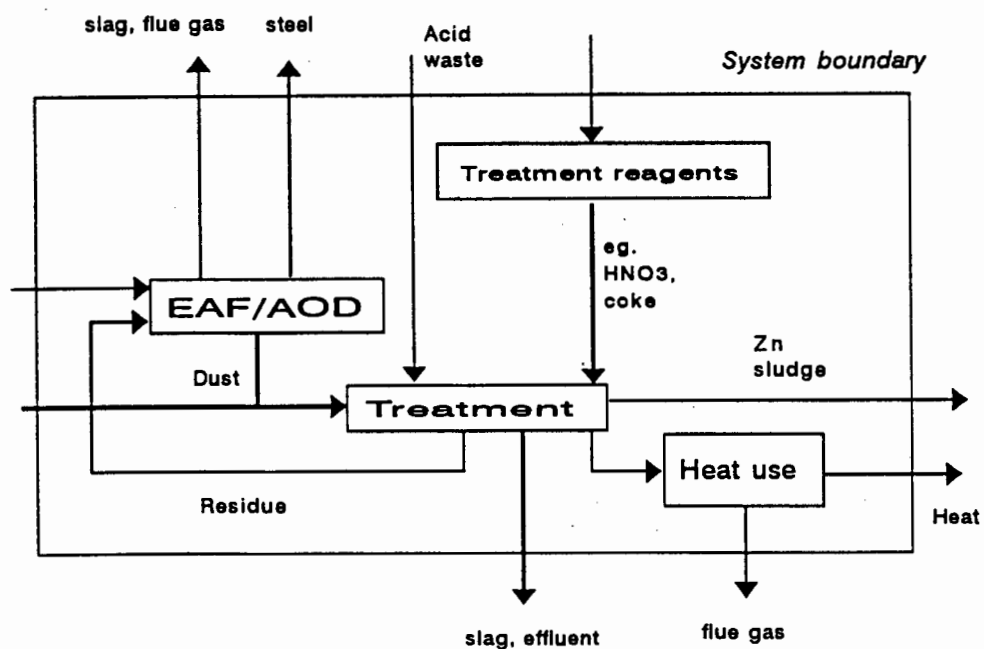 slag, flue gas
steel
Acid
waste
System boundary
Treatment reagents
eg.
HNO3,
coke
EAF/AOD
Zn
sludge
Dust
Treatment
Heat use
Residue
Heat
slag, effluent
flue gas